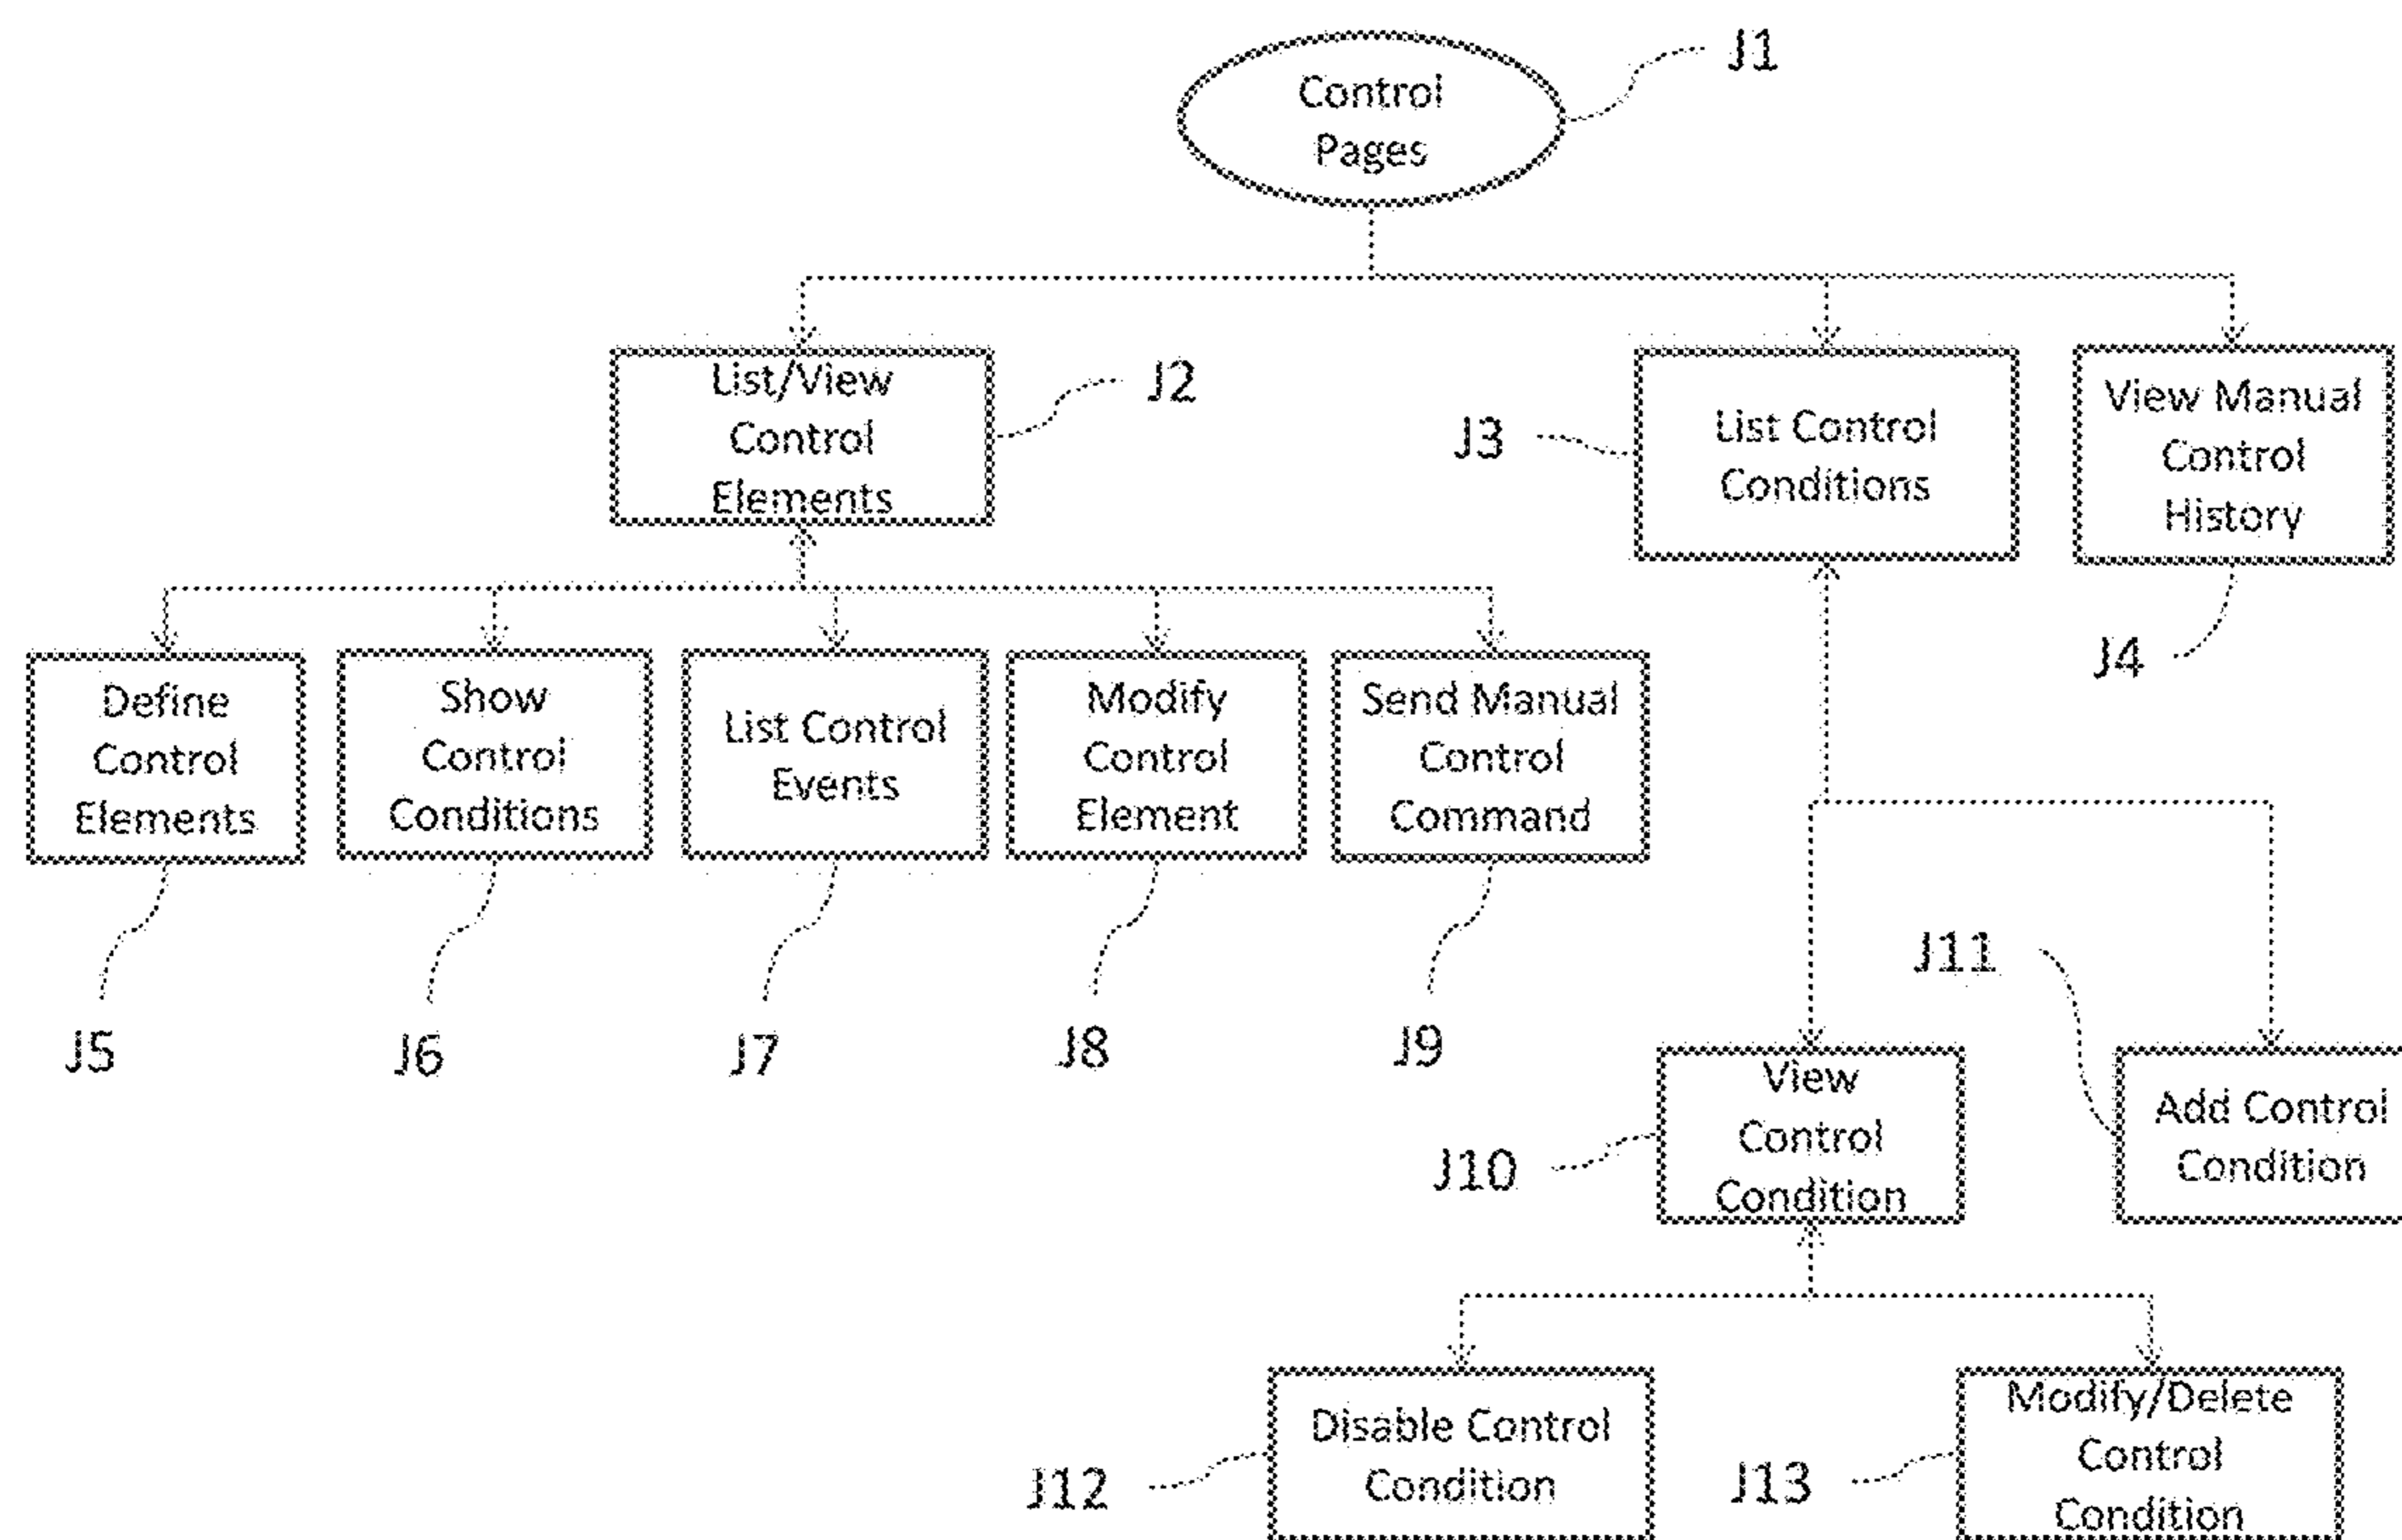 Control
Pages
J1
List/View
Control
Elements
J2
J3
List Control
Conditions
View Manual
Control
History
J4
Define
Control
Elements
Show
Control
Conditions
List Control
Events
Modify
Control
Element
Send Manual
Control
Command
J5
J6
J7
J8
J9
J11
View
Control
Condition
J10
Add Control
Condition
Disable Control
Condition
J12
Modify/Delete
Control
Condition
J13